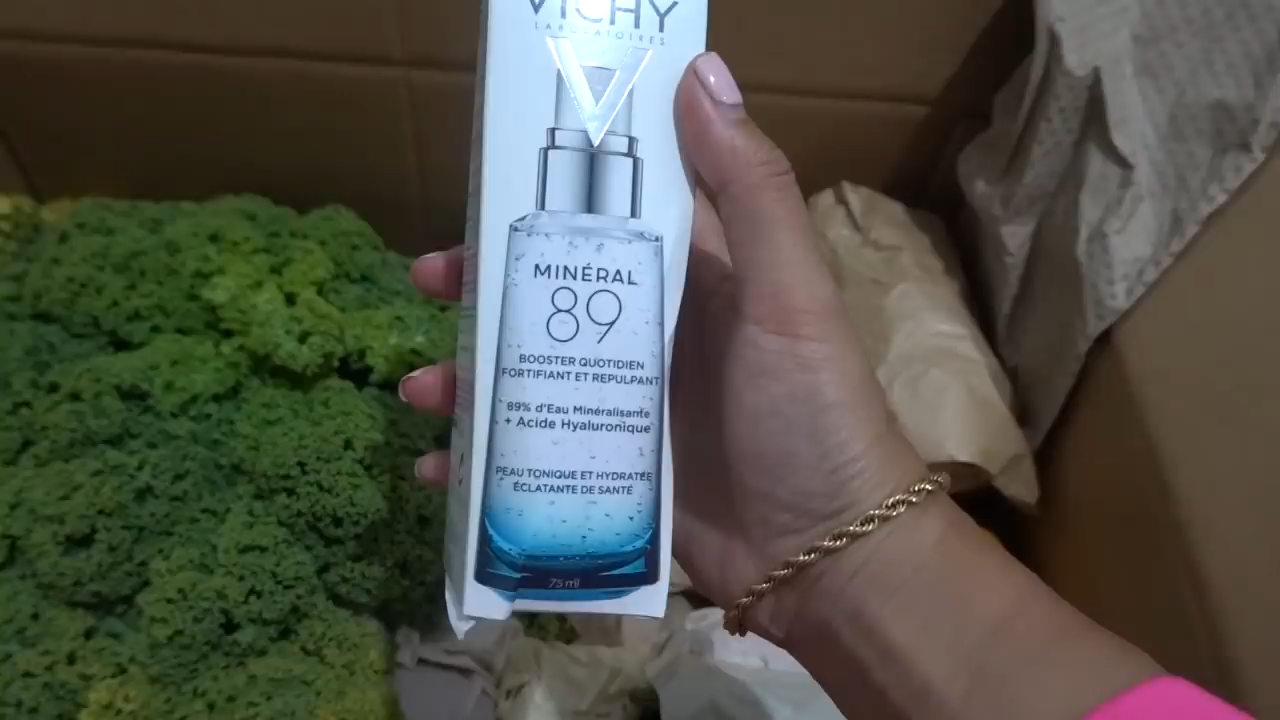 VICHY
LABORATOIRES
MINÉRAL
89
BOOSTER QUOTIDIEN
FORTIFIANT ET REPULPANT
89% d'Eau Minéralisante
+ Acide Hyaluronique
PEAU TONIQUE ET HYDRATÉE
ÉCLATANTE DE SANTÉ
75 ml